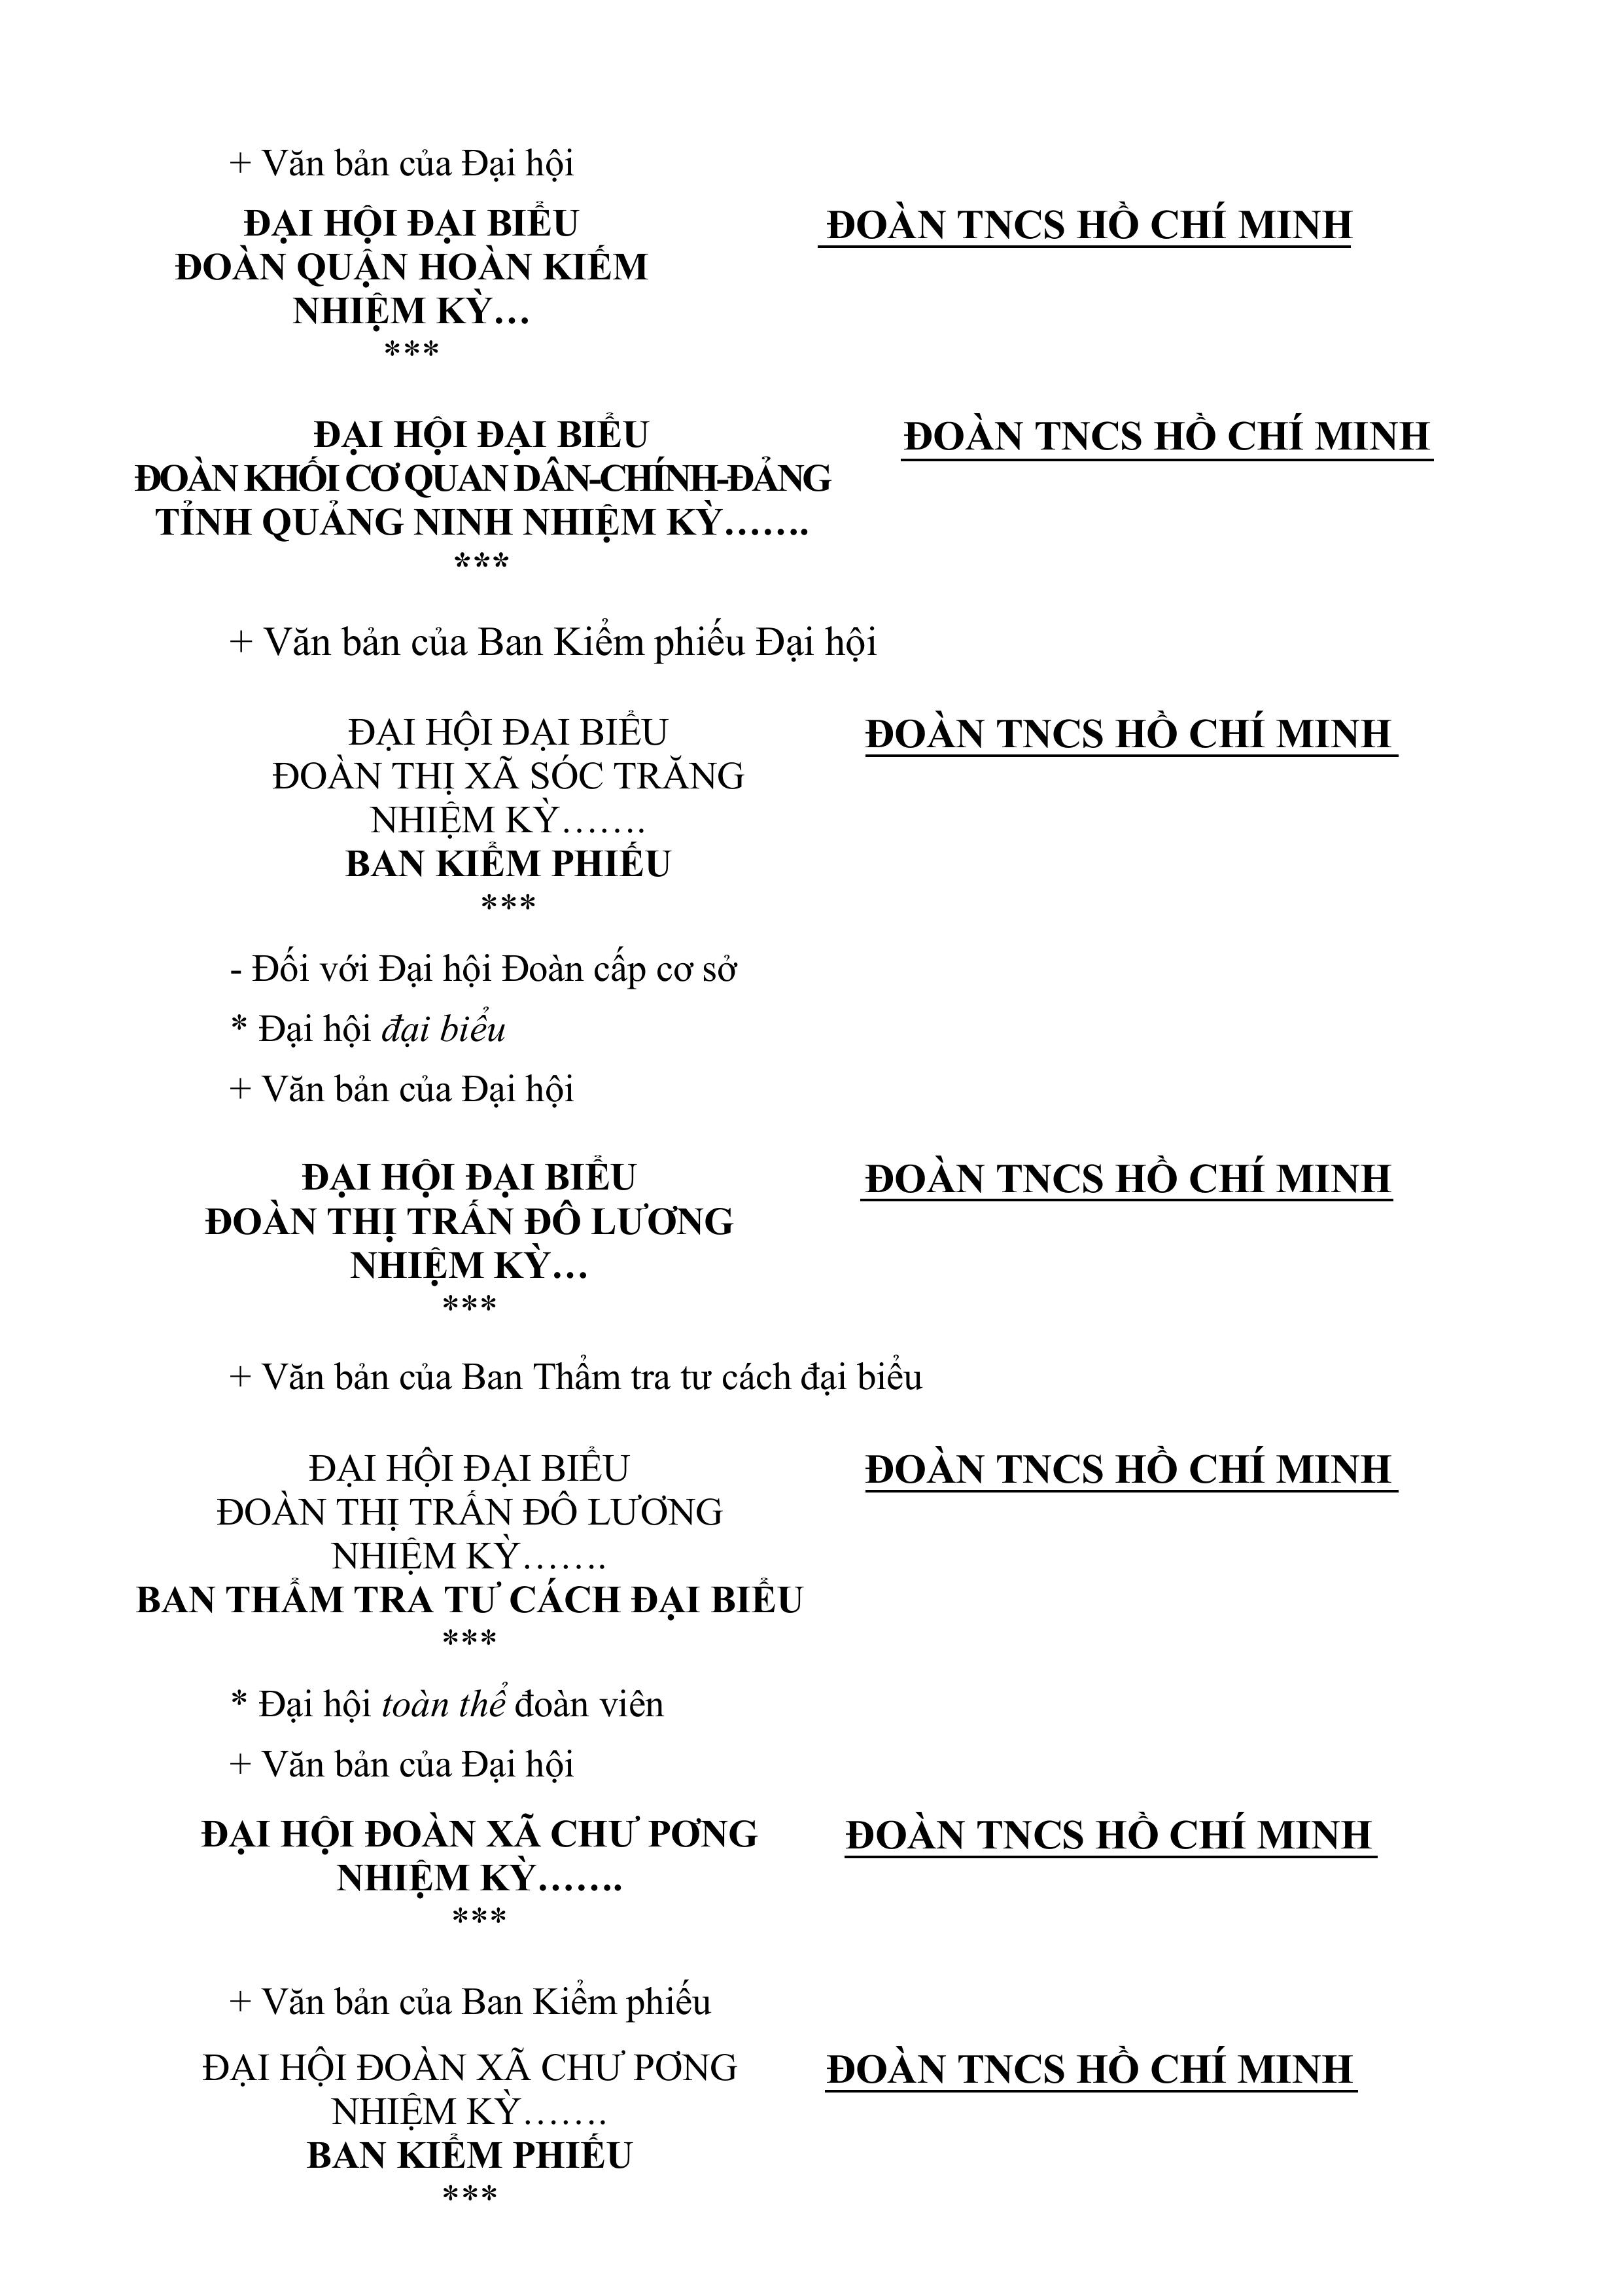 + Văn bản của Đại hội
ĐẠI HỘI ĐẠI BIỂU
ĐOÀN QUẬN HOÀN KIẾM
NHIỆM KỲ…
***
ĐOÀN TNCS HỒ CHÍ MINH
ĐẠI HỘI ĐẠI BIỂU
ĐOÀN KHỐI CƠ QUAN DÂN-CHÍNH-ĐẢNG
TỈNH QUẢNG NINH NHIỆM KỲ…….
***
ĐOÀN TNCS HỒ CHÍ MINH
+ Văn bản của Ban Kiểm phiếu Đại hội
ĐẠI HỘI ĐẠI BIỂU
ĐOÀN THỊ XÃ SÓC TRĂNG
NHIỆM KỲ…….
BAN KIỂM PHIẾU
***
ĐOÀN TNCS HỒ CHÍ MINH
- Đối với Đại hội Đoàn cấp cơ sở
* Đại hội đại biểu
+ Văn bản của Đại hội
ĐẠI HỘI ĐẠI BIỂU
ĐOÀN THỊ TRẤN ĐÔ LƯƠNG
NHIỆM KỲ…
***
ĐOÀN TNCS HỒ CHÍ MINH
+ Văn bản của Ban Thẩm tra tư cách đại biểu
ĐẠI HỘI ĐẠI BIỂU
ĐOÀN THỊ TRẤN ĐÔ LƯƠNG
NHIỆM KỲ…….
BAN THẨM TRA TƯ CÁCH ĐẠI BIỂU
***
ĐOÀN TNCS HỒ CHÍ MINH
* Đại hội toàn thể đoàn viên
+ Văn bản của Đại hội
ĐẠI HỘI ĐOÀN XÃ CHƯ PƠNG
NHIỆM KỲ…….
***
ĐOÀN TNCS HỒ CHÍ MINH
+ Văn bản của Ban Kiểm phiếu
ĐẠI HỘI ĐOÀN XÃ CHƯ PƠNG
NHIỆM KỲ…….
BAN KIỂM PHIẾU
***
ĐOÀN TNCS HỒ CHÍ MINH